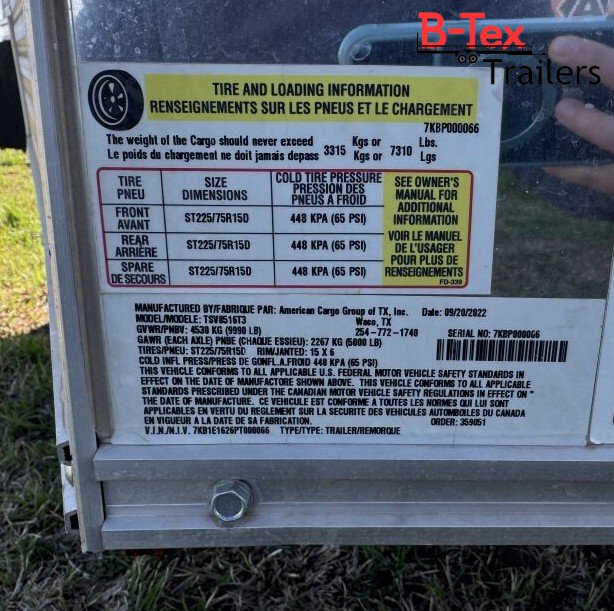 B-Tex
Trailers
TIRE AND LOADING INFORMATION
RENSEIGNEMENTS SUR LES PNEUS ET LE CHARGEMENT
7KBP000066
The weight of the Cargo should never exceed 3315 Kgs or 7310 Lbs.
Le poids du chargement ne doit jamais depass Kgs or Lgs
TIRE PNEU
SIZE DIMENSIONS
COLD TIRE PRESSURE PRESSION DES PNEUS A FROID
SEE OWNER'S MANUAL FOR ADDITIONAL INFORMATION
VOIR LE MANUEL DE L'USAGER POUR PLUS DE RENSEIGNEMENTS
FRONT AVANT ST225/75R15D 448 KPA (65 PSI)
REAR ARRIÈRE ST225/75R15D 448 KPA (65 PSI)
SPARE DE SECOURS ST225/75R15D 448 KPA (65 PSI)
FD-339
MANUFACTURED BY/FABRIQUE PAR: American Cargo Group of TX, Inc. Date: 09/20/2022
MODEL/MODELE: TSV8516T3 Waco, TX
GVWR/PNBV: 4530 KG (9990 LB) 254-772-1740 SERIAL NO: 7KBP000066
GAWR (EACH AXLE) PNBE (CHAQUE ESSIEU) 2267 KG (5000 LB)
TIRES/PNEU: ST225/75R15D RIM/JANTED: 15 X 6
COLD INFL PRESS/PRESS DE GONFL.A.FROID 448 KPA (65 PSI)
THIS VEHICLE CONFORMS TO ALL APPLICABLE U.S. FEDERAL MOTOR VEHICLE SAFETY STANDARDS IN
EFFECT ON THE DATE OF MANUFACTORE SHOWN ABOVE. THIS VEHICLE CONFORMS TO ALL APPLICABLE
STANDARDS PRESCRIBED UNDER THE CANADIAN MOTOR VEHICLE SAFETY REGULATIONS IN EFFECT ON "
THE DATE OF MANUFACTURE. CE VEHICULE EST CONFORME A TOUTES LES NORMES QUI LUI SONT
APPLICABLES EN VERTU DU REGLEMENT SUR LA SECURITE DES VEHICULES AUTOMBOILES DU CANADA
EN VIGUEUR A LA DATE DE SA FABRICATION. ORDER: 359051
V.I.N./N.I.V. 7KB1E1626PT000066 TYPE/TYPE: TRAILER/REMORQUE